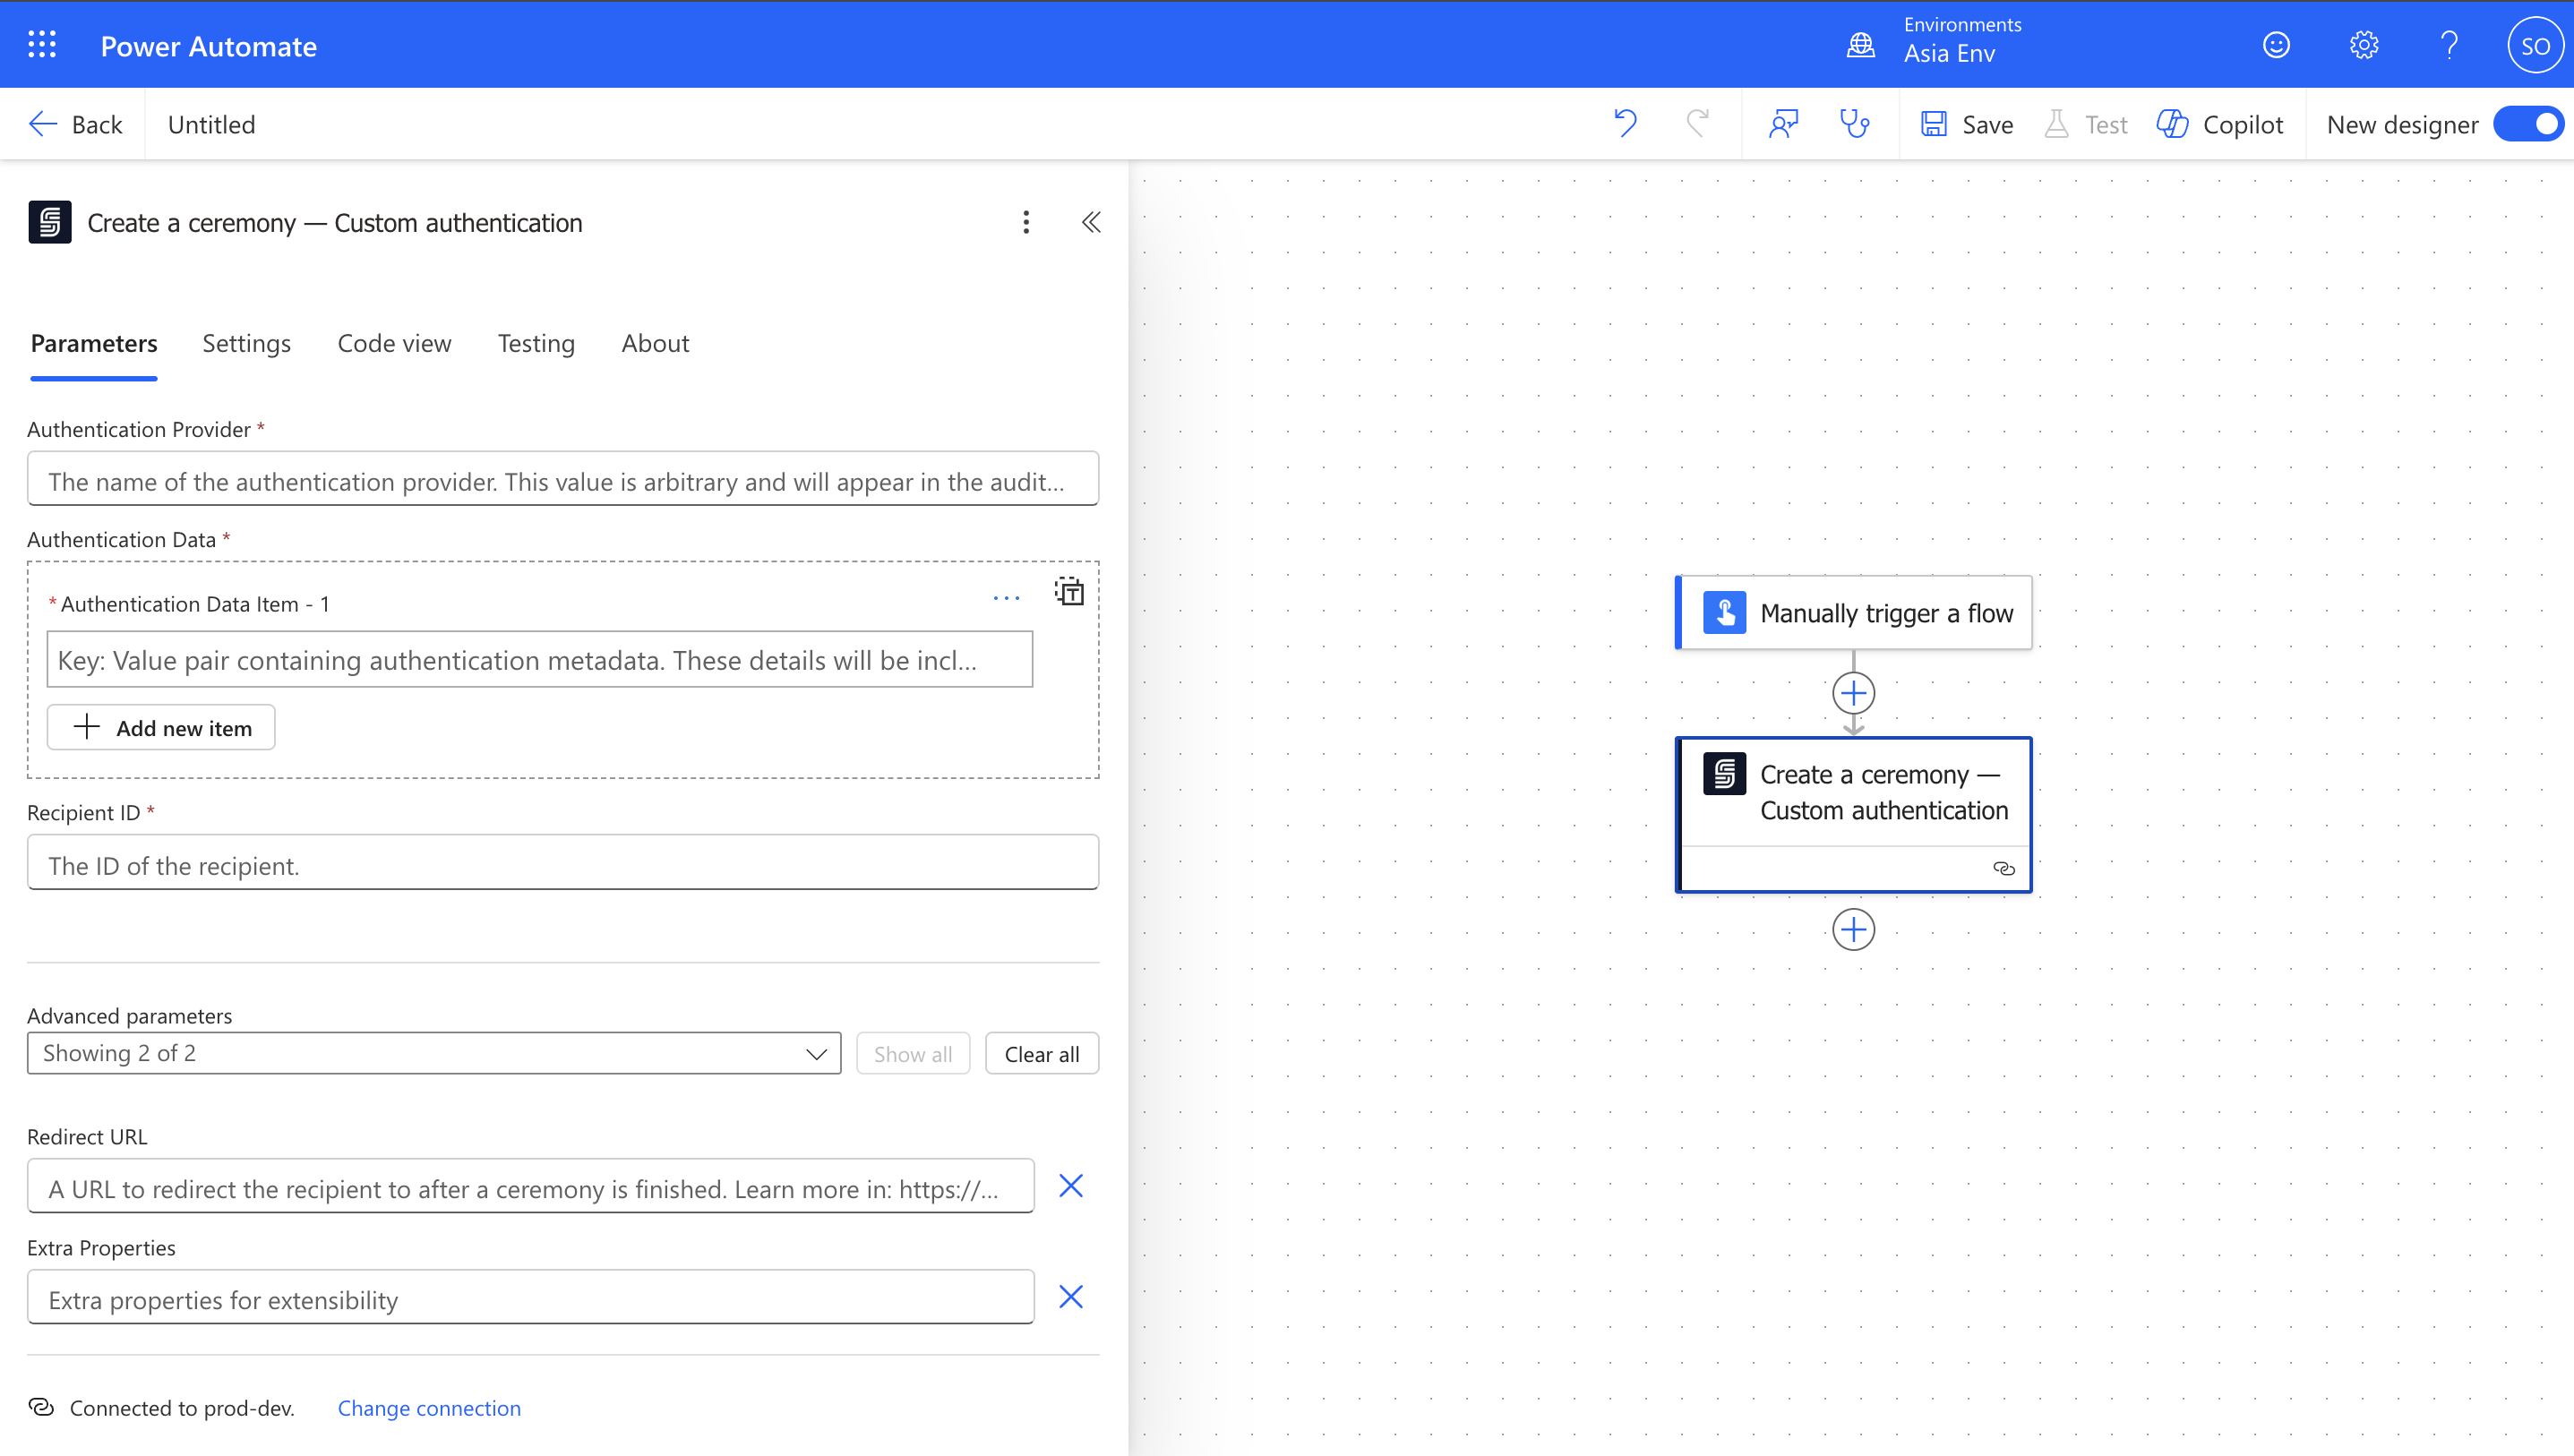 Power Automate
Environments
Asia Env
SO
Back
Untitled
Save
Test
Copilot
New designer
Create a ceremony — Custom authentication
Parameters
Settings
Code view
Testing
About
Authentication Provider *
The name of the authentication provider. This value is arbitrary and will appear in the audit...
Authentication Data *
* Authentication Data Item - 1
Key: Value pair containing authentication metadata. These details will be incl...
Add new item
Recipient ID *
The ID of the recipient.
Advanced parameters
Showing 2 of 2
Show all
Clear all
Redirect URL
A URL to redirect the recipient to after a ceremony is finished. Learn more in: https://...
Extra Properties
Extra properties for extensibility
Connected to prod-dev.
Change connection
Manually trigger a flow
Create a ceremony —
Custom authentication